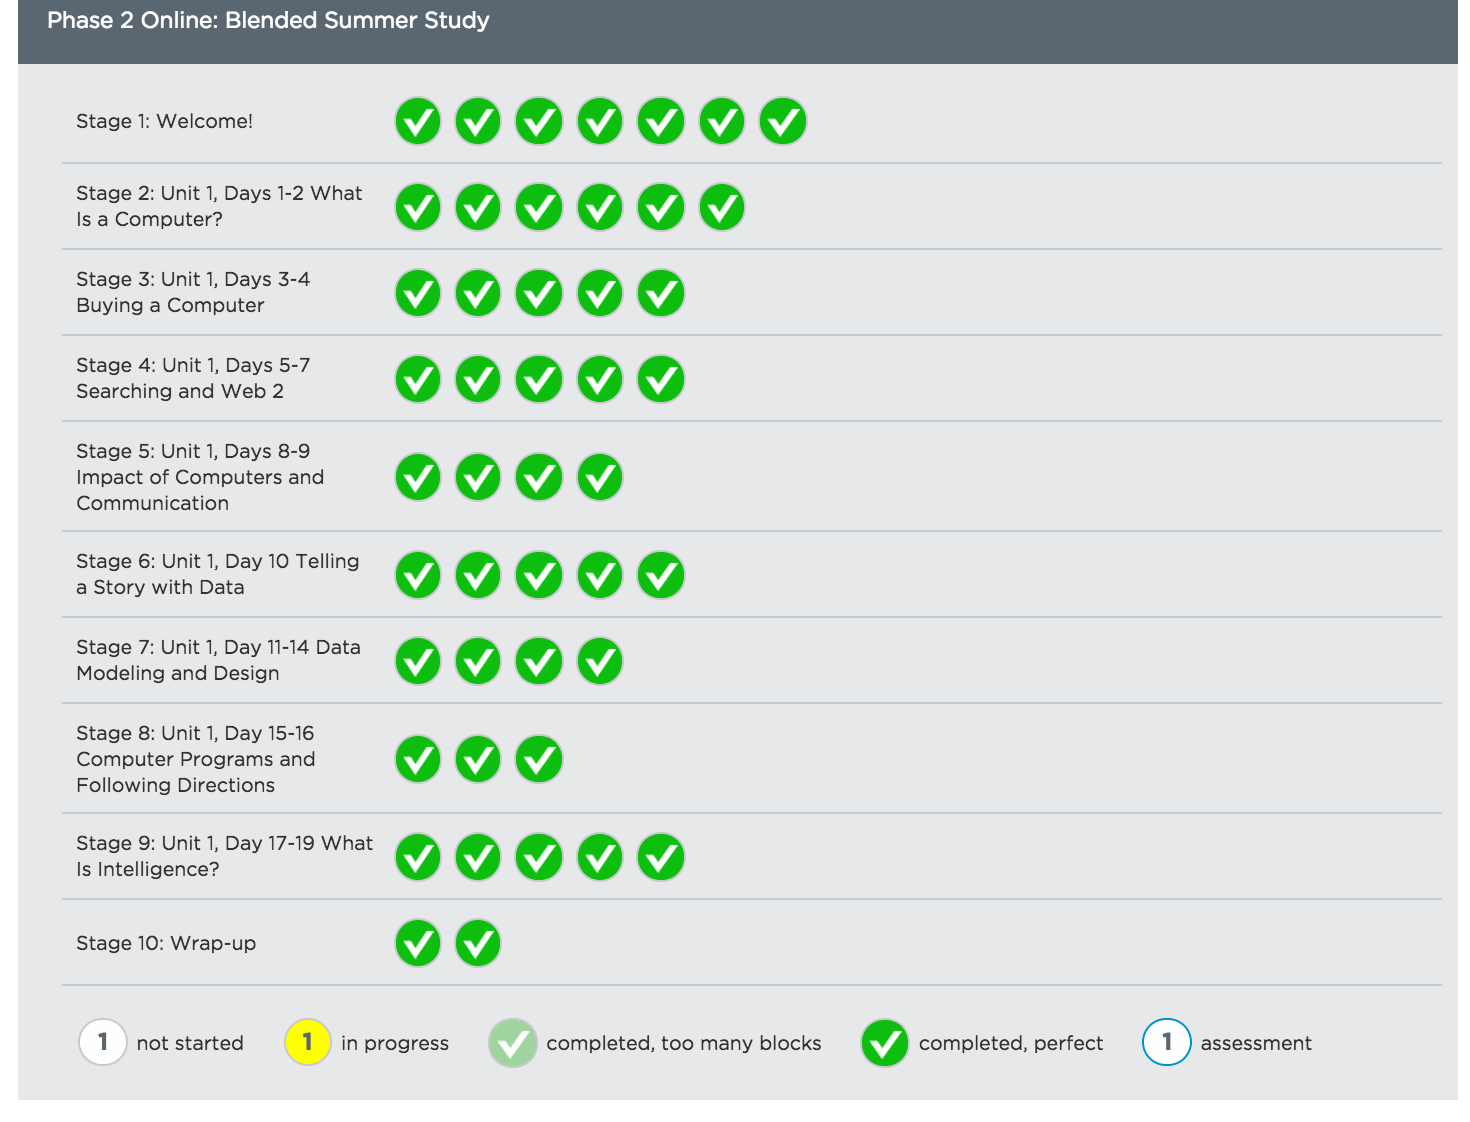 Phase 2 Online: Blended Summer Study
Stage 1: Welcome!
Stage 2: Unit 1, Days 1-2 What
Is a Computer?
Stage 3: Unit 1, Days 3-4
Buying a Computer
Stage 4: Unit 1, Days 5-7
Searching and Web 2
Stage 5: Unit 1, Days 8-9
Impact of Computers and
Communication
Stage 6: Unit 1, Day 10 Telling
a Story with Data
Stage 7: Unit 1, Day 11-14 Data
Modeling and Design
Stage 8: Unit 1, Day 15-16
Computer Programs and
Following Directions
Stage 9: Unit 1, Day 17-19 What
Is Intelligence?
Stage 10: Wrap-up
1 not started 1 in progress completed, too many blocks completed, perfect 1 assessment